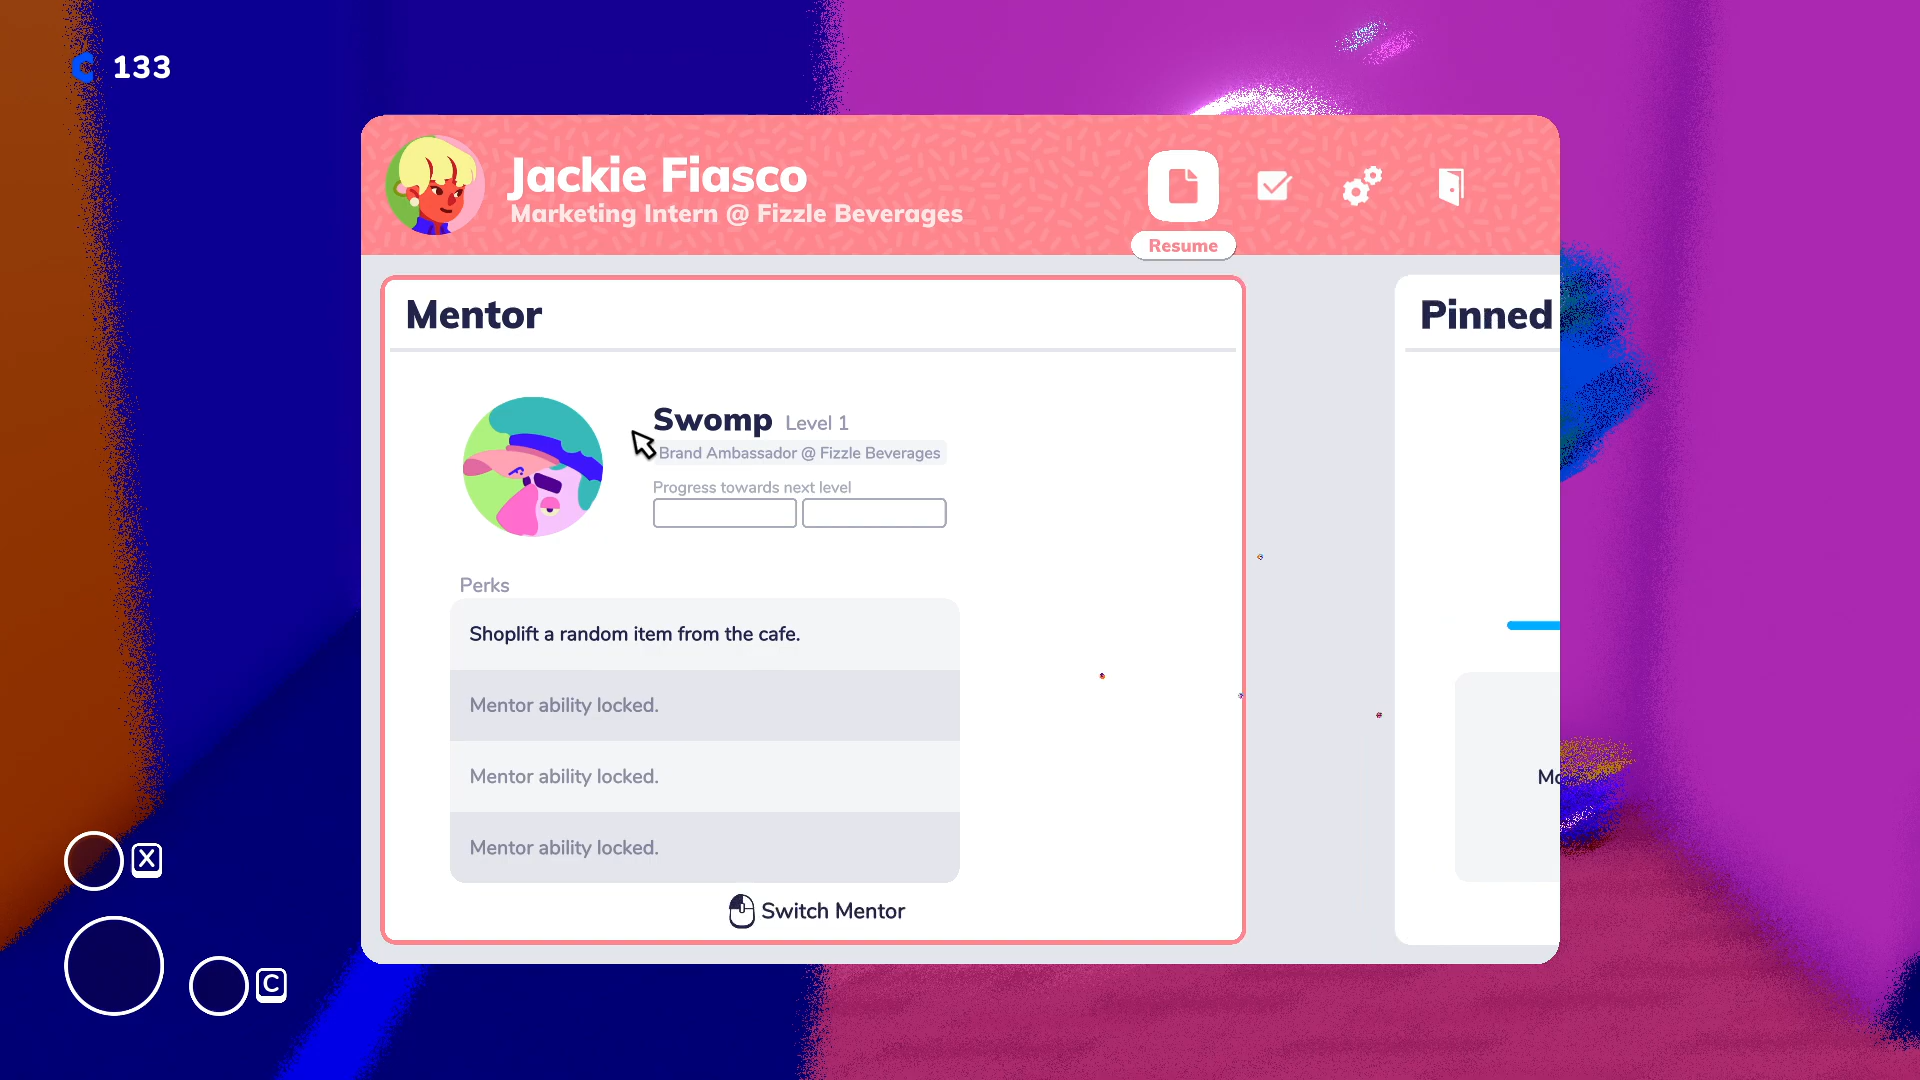 133
Jackie Fiasco
Marketing Intern @ Fizzle Beverages
Resume
Mentor
Pinned
Swomp Level 1
Brand Ambassador @ Fizzle Beverages
Progress towards next level
Perks
Shoplift a random item from the cafe.
Mentor ability locked.
Mentor ability locked.
Mentor ability locked.
Switch Mentor
X
C